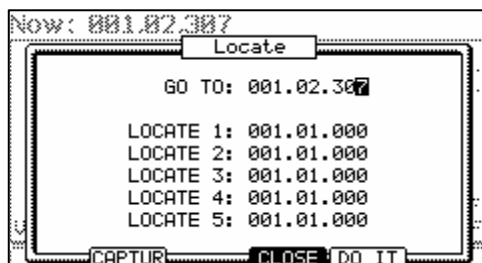 Now: 001.02.307
Locate
GO TO: 001.02.307
LOCATE 1: 001.01.000
LOCATE 2: 001.01.000
LOCATE 3: 001.01.000
LOCATE 4: 001.01.000
LOCATE 5: 001.01.000
CAPTUR CLOSE DO IT